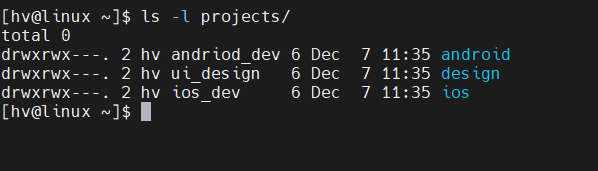 [hv@linux ~]$ ls -l projects/
total 0
drwxrwx---. 2 hv andriod_dev 6 Dec  7 11:35 android
drwxrwx---. 2 hv ui_design   6 Dec  7 11:35 design
drwxrwx---. 2 hv ios_dev     6 Dec  7 11:35 ios
[hv@linux ~]$